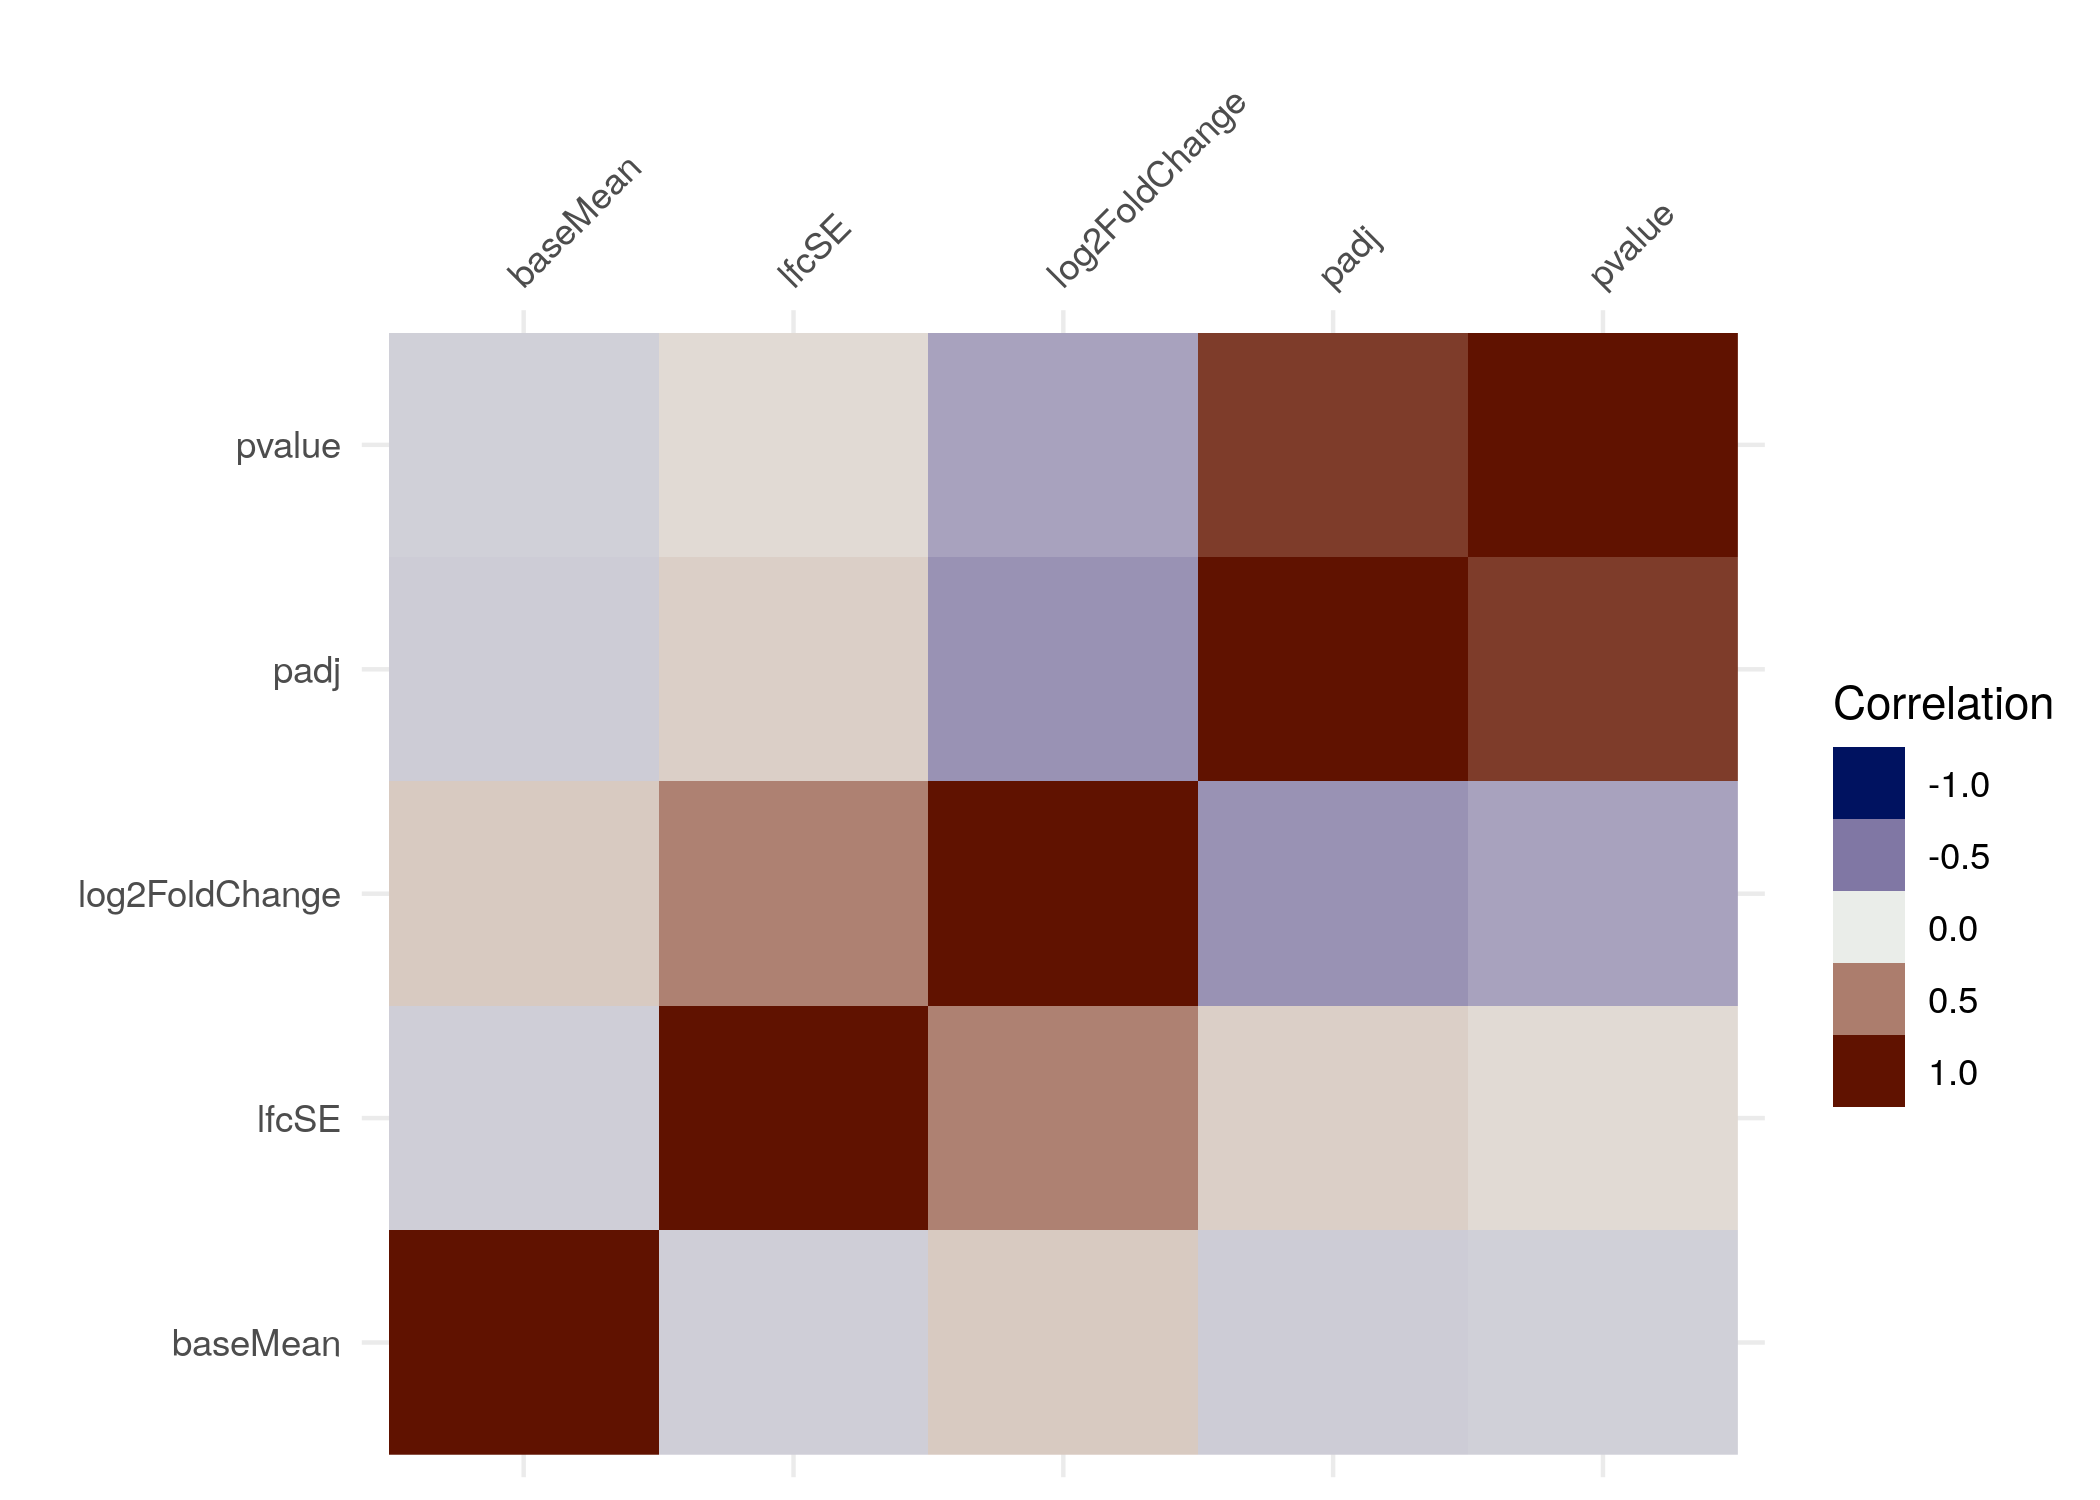 baseMean
lfcSE
log2FoldChange
padj
pvalue
pvalue
padj
log2FoldChange
lfcSE
baseMean
Correlation
-1.0
-0.5
0.0
0.5
1.0